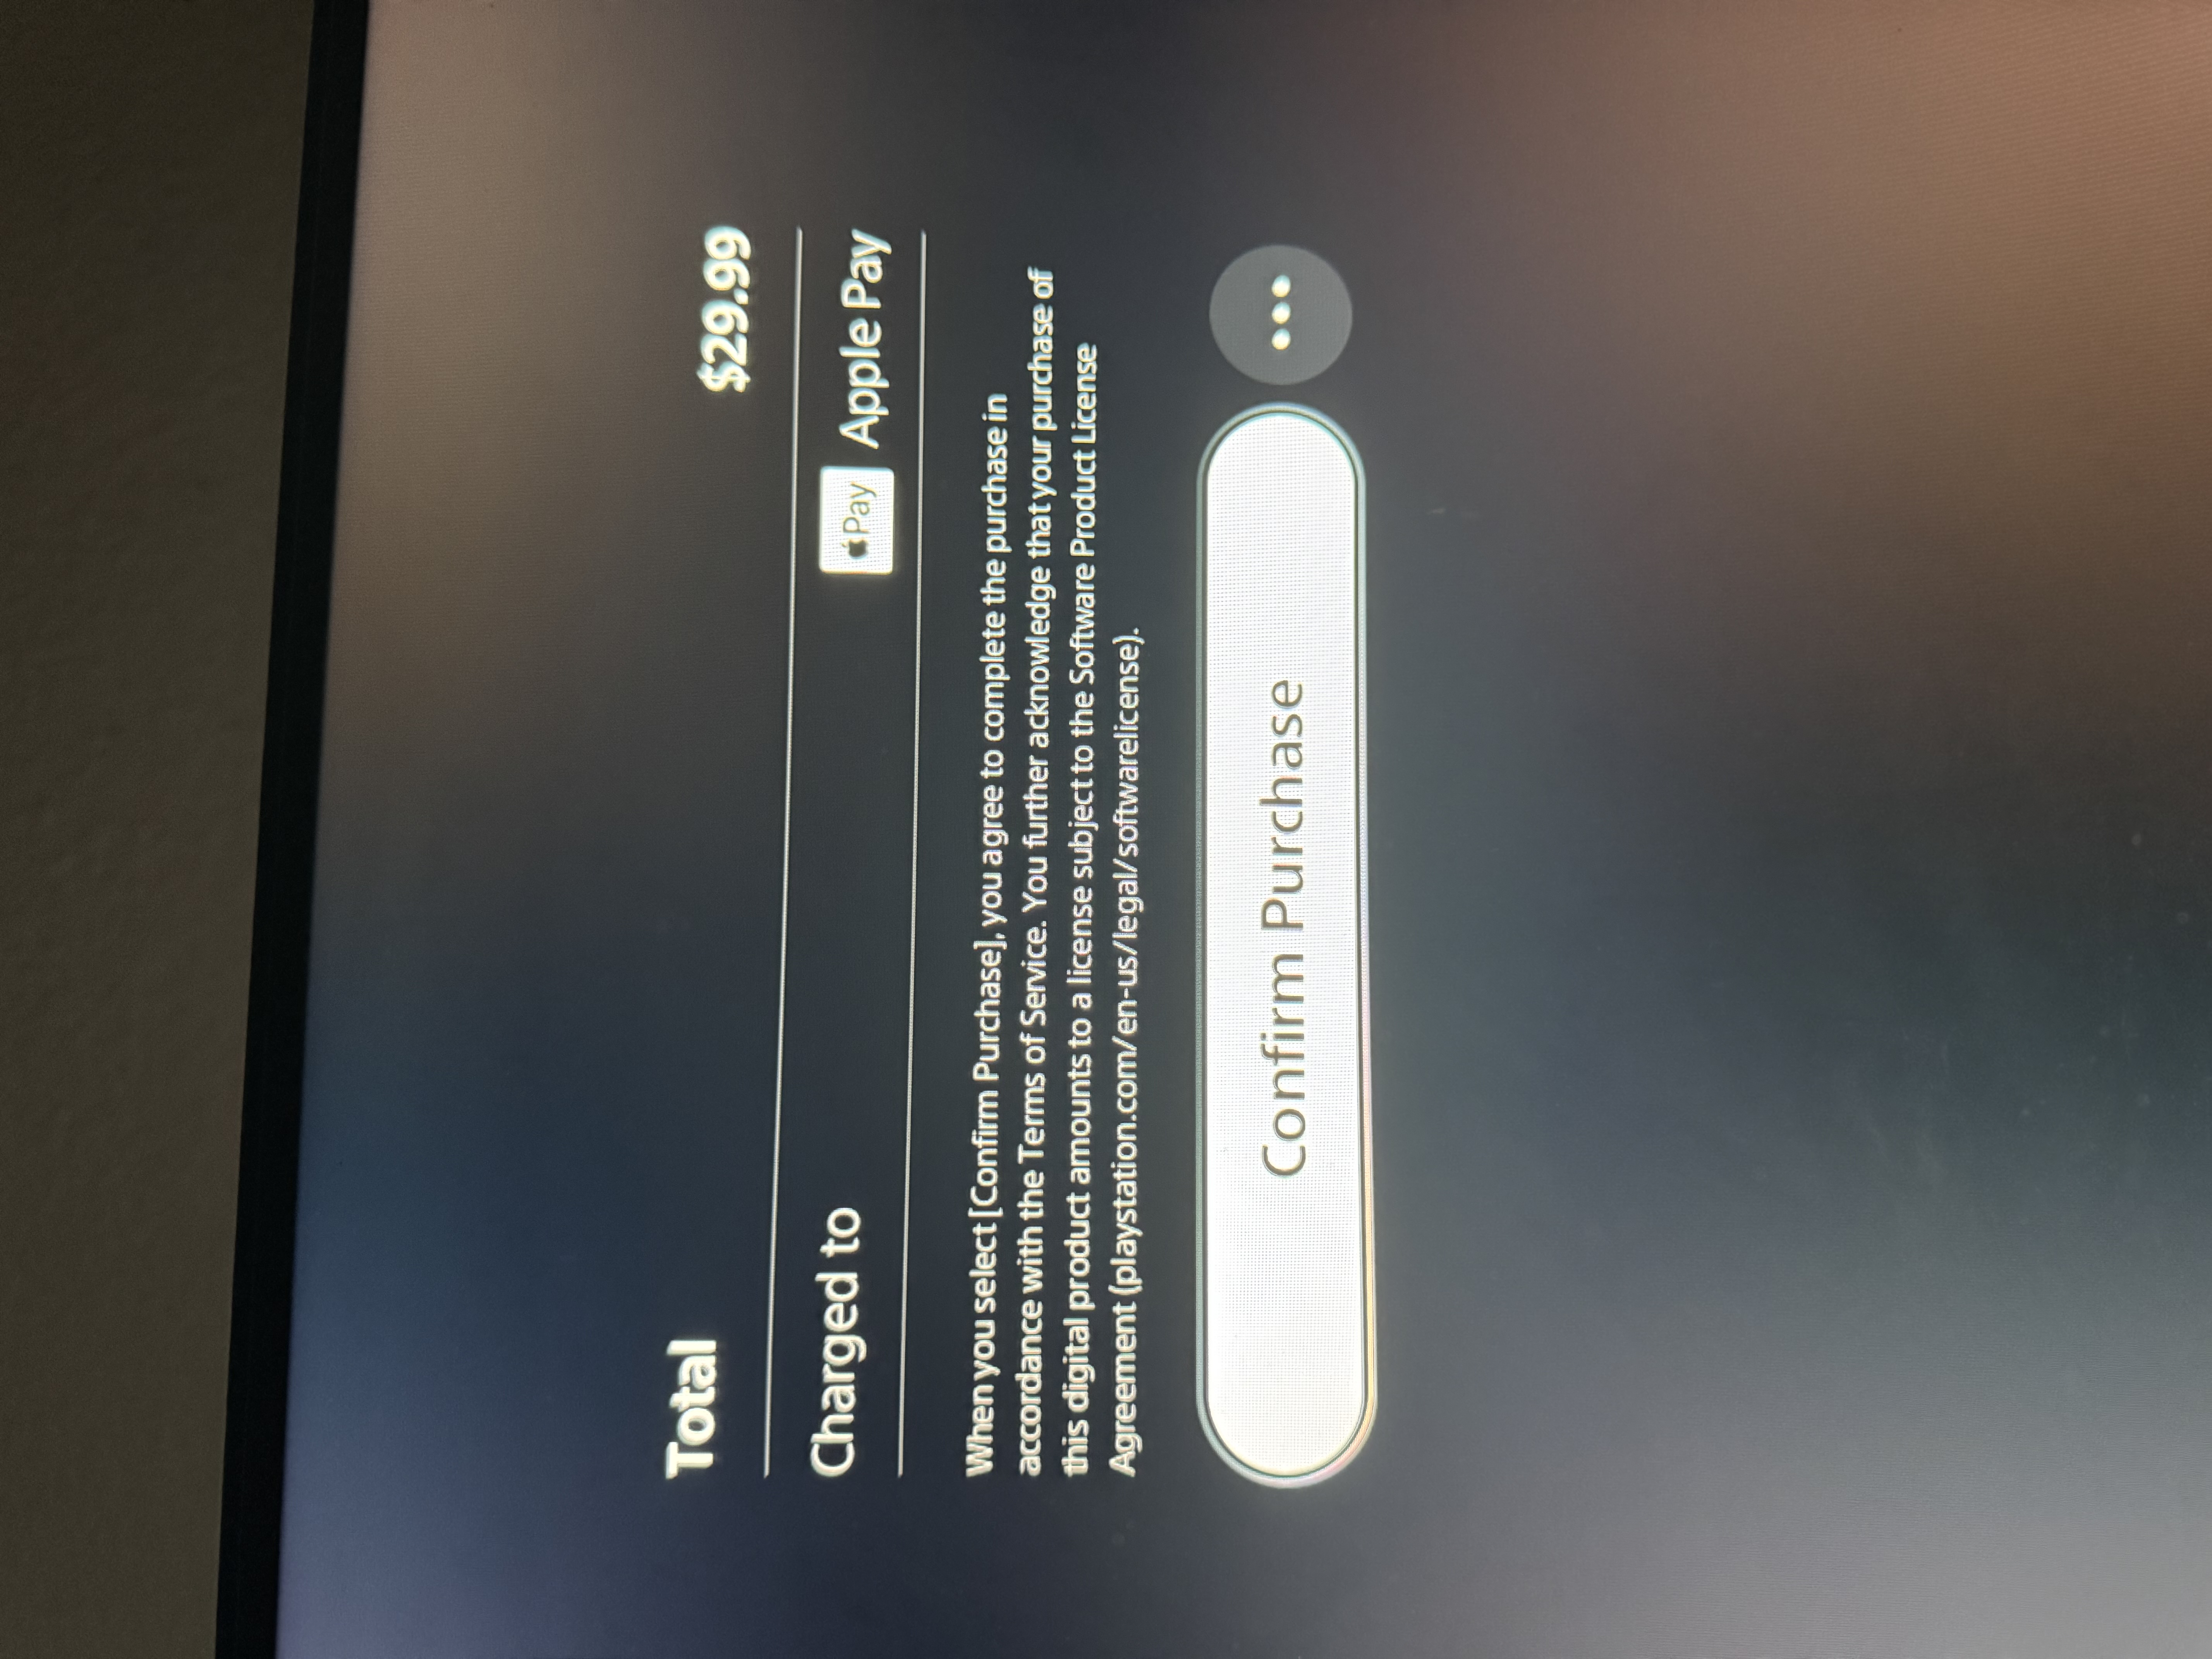 Total
$29.99
Charged to
Pay Apple Pay
When you select [Confirm Purchase], you agree to complete the purchase in
accordance with the Terms of Service. You further acknowledge that your purchase of
this digital product amounts to a license subject to the Software Product License
Agreement (playstation.com/en-us/legal/softwarelicense).
Confirm Purchase